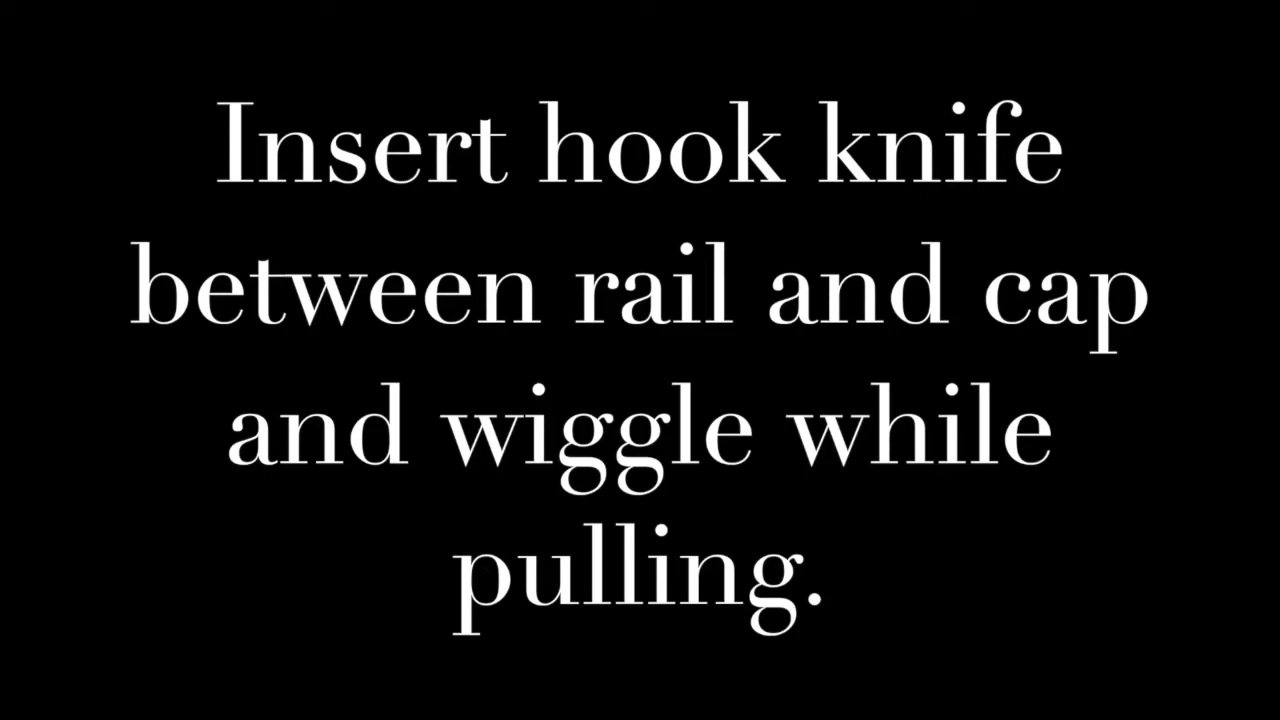 Insert hook knife
between rail and cap
and wiggle while
pulling.